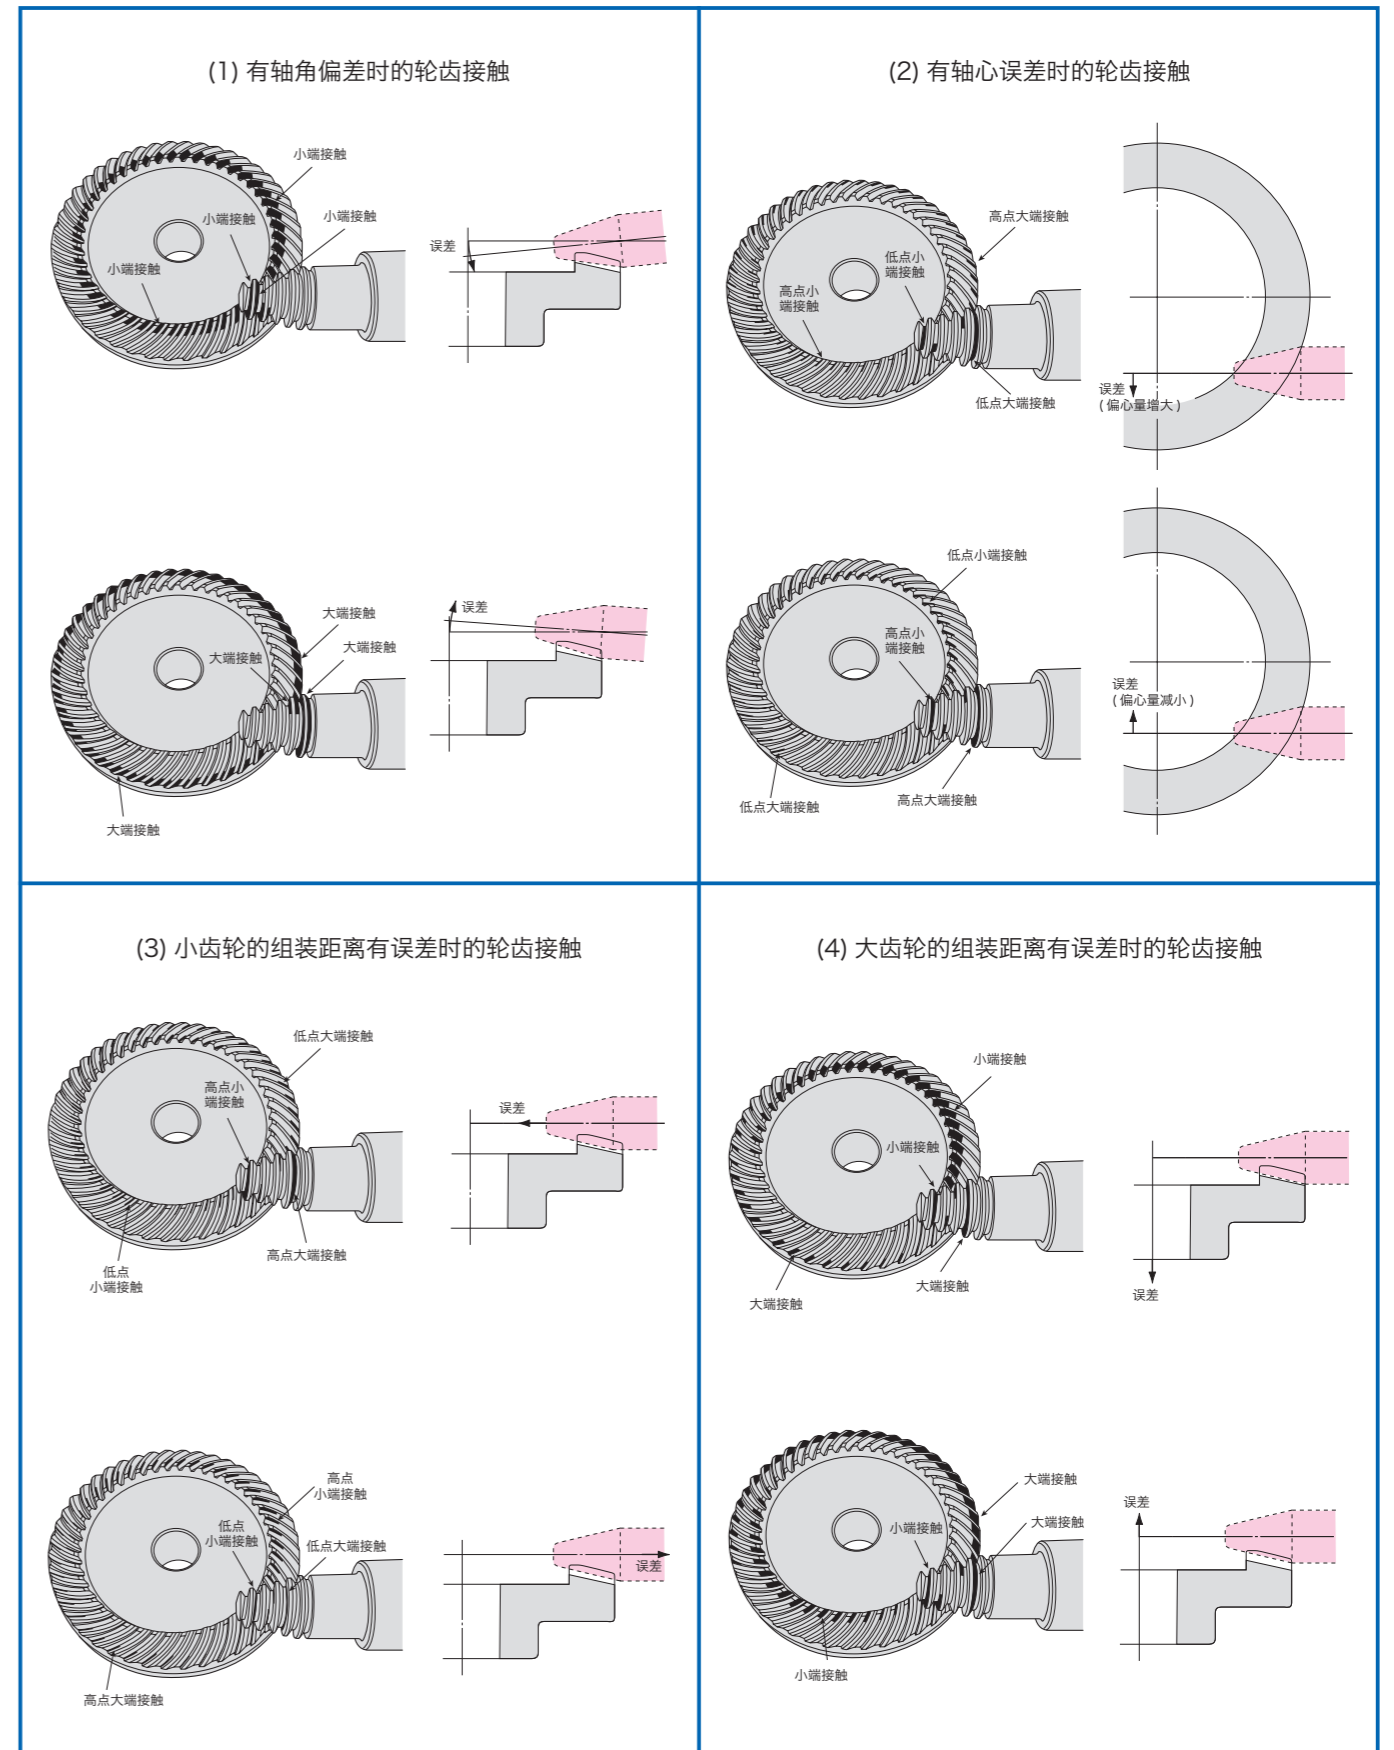 (1) 有轴角偏差时的轮齿接触
小端接触
小端接触
小端接触
小端接触
误差
大端接触
大端接触
大端接触
大端接触
误差
(2) 有轴心误差时的轮齿接触
高点大端接触
低点小
端接触
高点小
端接触
低点大端接触
误差
( 偏心量增大 )
低点小端接触
高点小
端接触
低点大端接触
高点大端接触
误差
( 偏心量减小 )
(3) 小齿轮的组装距离有误差时的轮齿接触
低点大端接触
高点小
端接触
高点大端接触
低点
小端接触
误差
高点
小端接触
低点
小端接触
低点大端接触
高点大端接触
误差
(4) 大齿轮的组装距离有误差时的轮齿接触
小端接触
小端接触
大端接触
大端接触
误差
大端接触
大端接触
小端接触
小端接触
误差